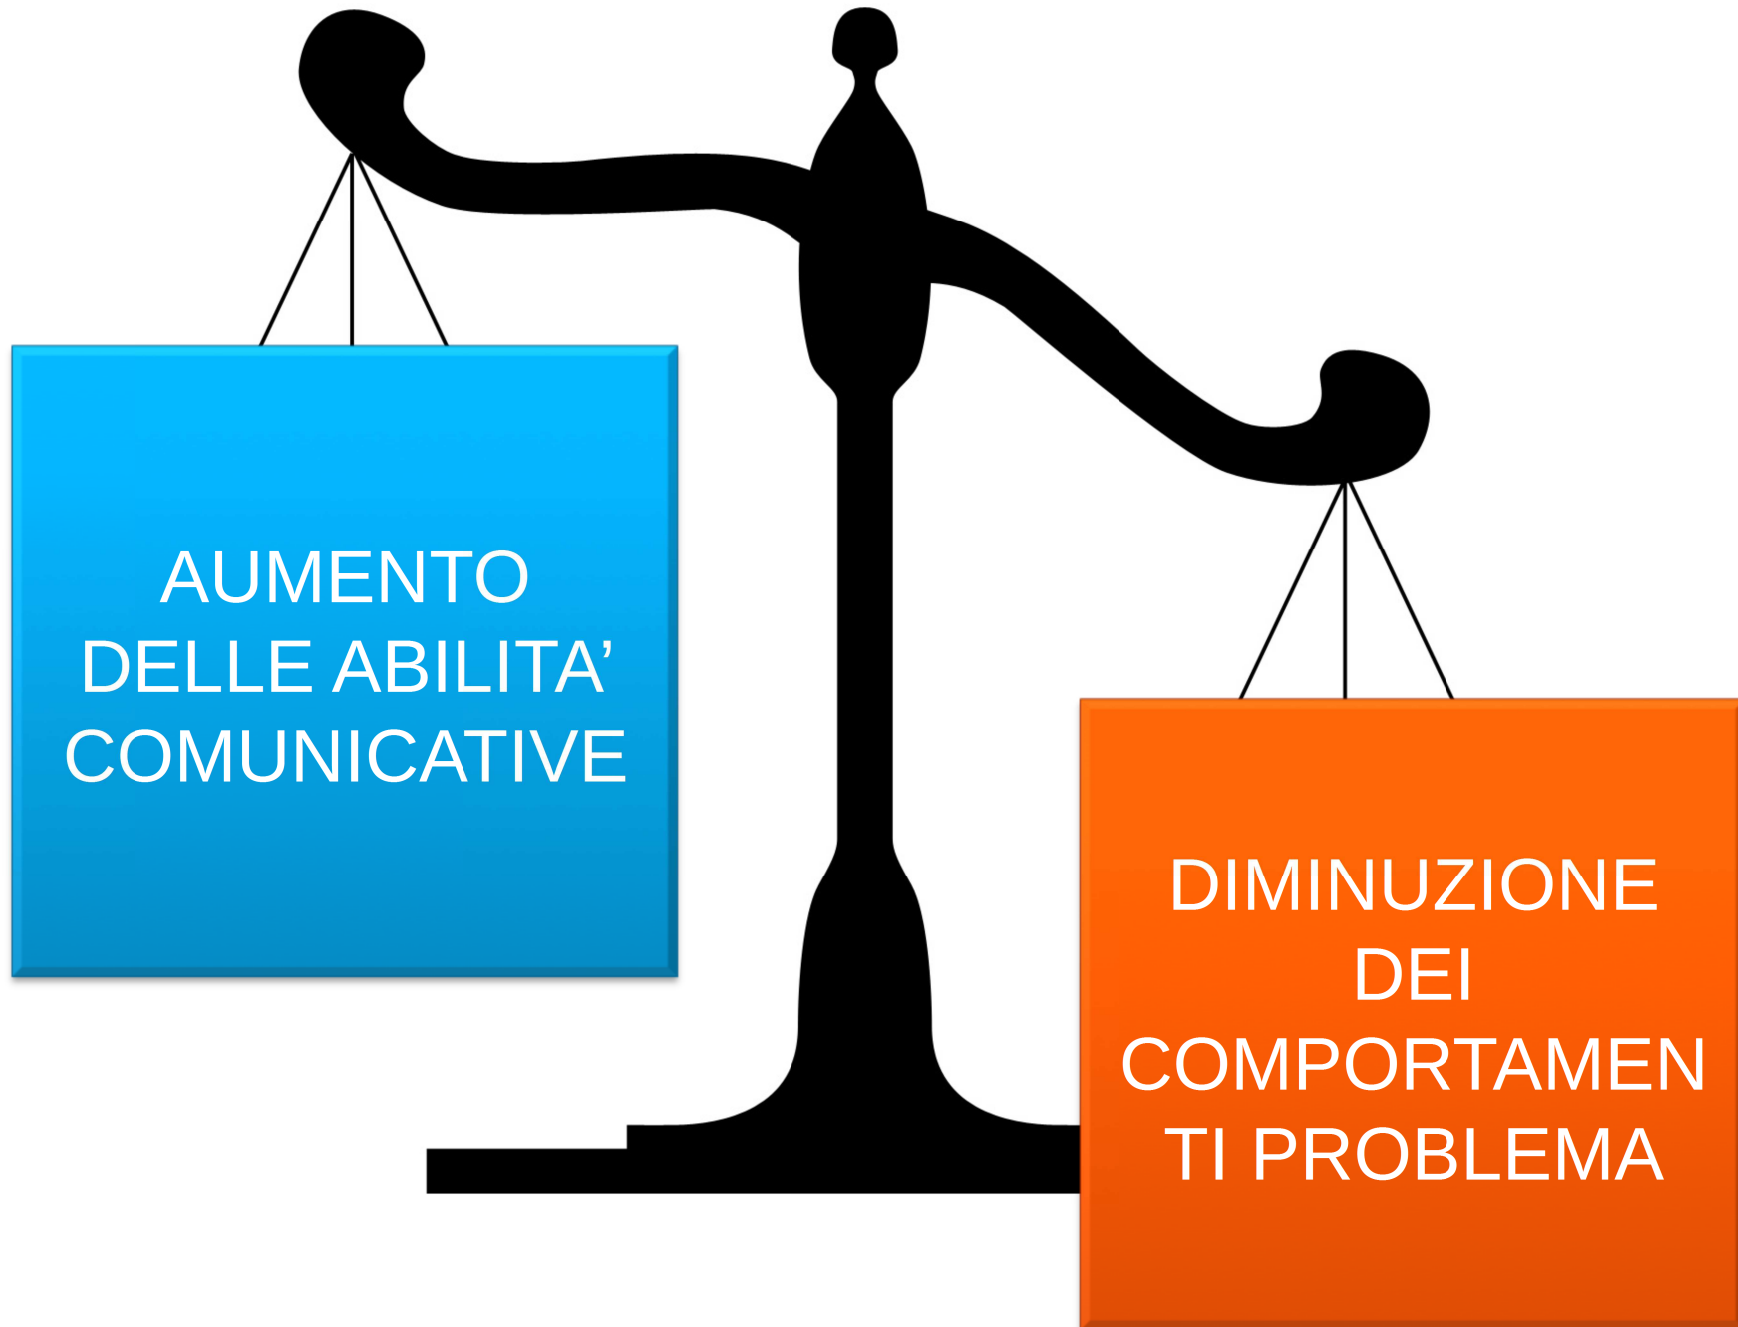 AUMENTO
DELLE ABILITA’
COMUNICATIVE
DIMINUZIONE
DEI
COMPORTAMEN
TI PROBLEMA